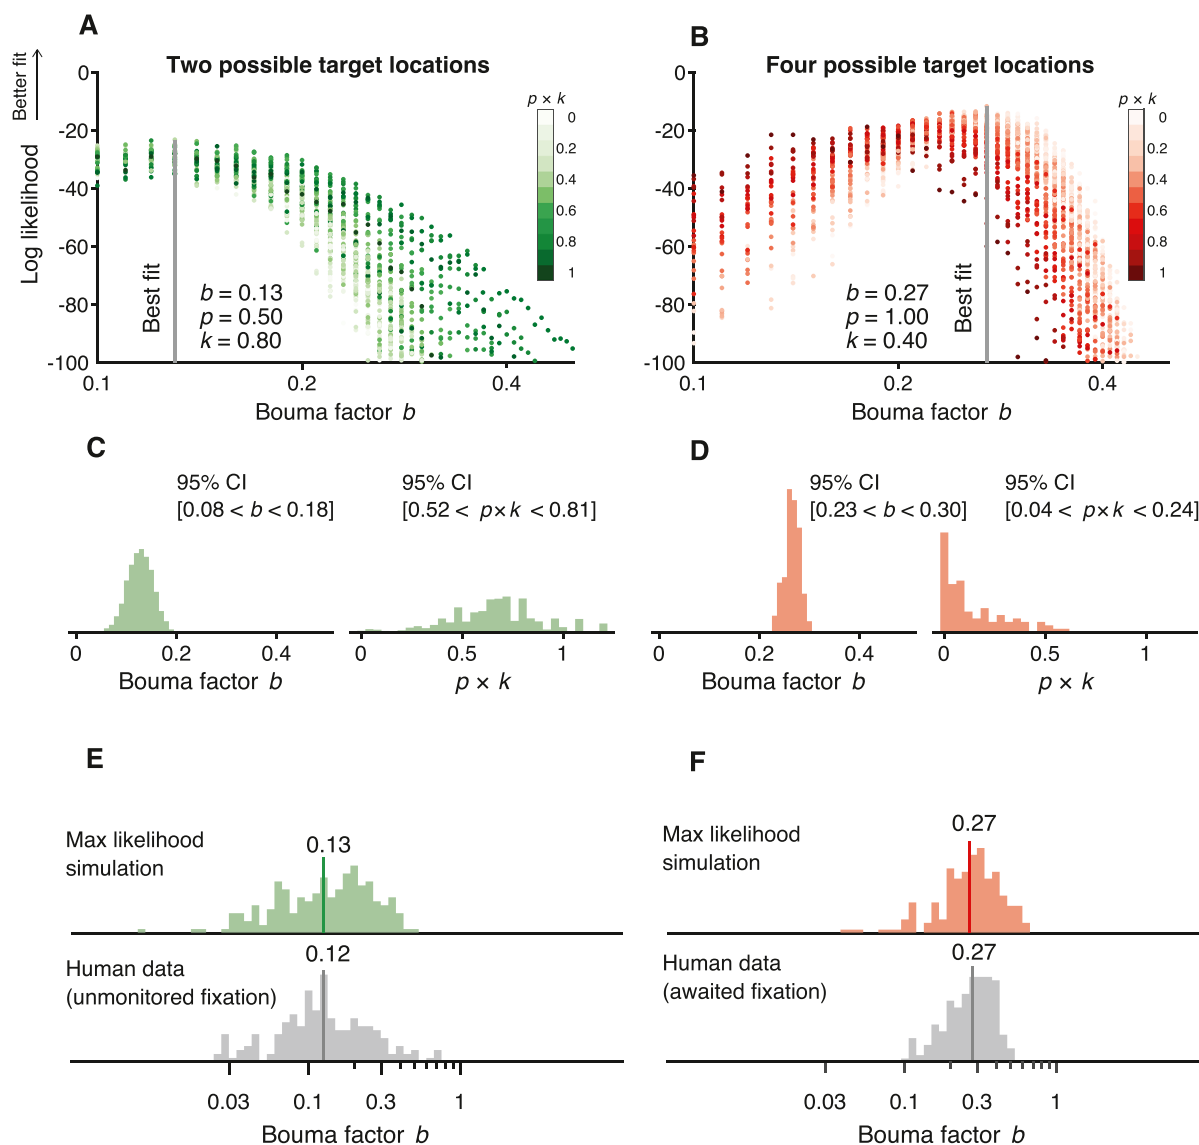 A
Better fit
Two possible target locations
Log likelihood
0
-20
-40
-60
-80
-100
p × k
0
0.2
0.4
0.6
0.8
1
Best fit
b = 0.13
p = 0.50
k = 0.80
0.1
0.2
0.4
Bouma factor b
B
Four possible target locations
0
-20
-40
-60
-80
-100
p × k
0
0.2
0.4
0.6
0.8
1
b = 0.27
p = 1.00
k = 0.40
Best fit
0.1
0.2
0.4
Bouma factor b
C
95% CI
[0.08 < b < 0.18]
0
0.2
0.4
Bouma factor b
95% CI
[0.52 < p×k < 0.81]
0.5
1
0
p × k
D
95% CI
[0.23 < b < 0.30]
0
0.2
0.4
Bouma factor b
95% CI
[0.04 < p×k < 0.24]
0
0.5
1
p × k
E
Max likelihood
simulation
0.13
Human data
(unmonitored fixation)
0.12
0.03
0.1
0.3
1
Bouma factor b
F
Max likelihood
simulation
0.27
Human data
(awaited fixation)
0.27
0.03
0.1
0.3
1
Bouma factor b